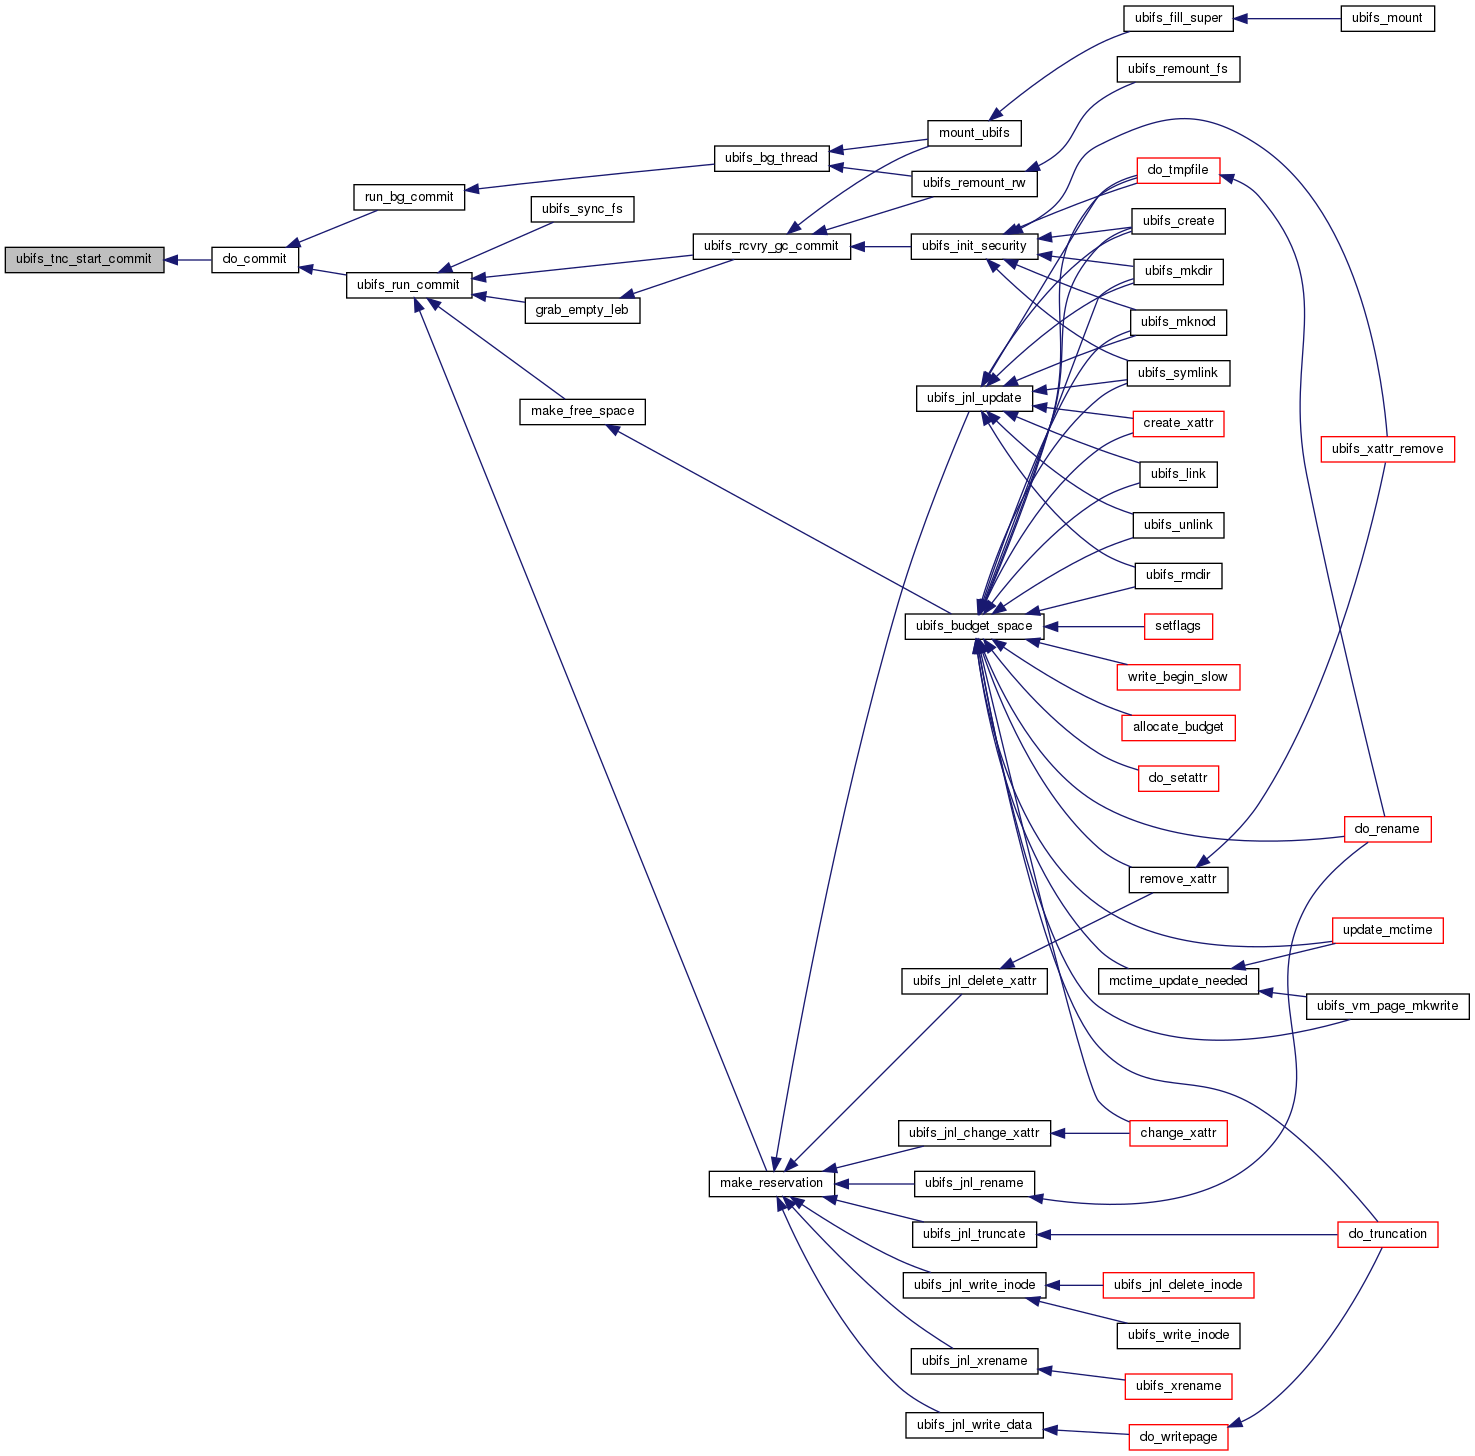 ubifs_fill_super
ubifs_mount
ubifs_remount_fs
mount_ubifs
ubifs_bg_thread
do_tmpfile
ubifs_remount_rw
run_bg_commit
ubifs_sync_fs
ubifs_create
ubifs_rcvry_gc_commit
ubifs_init_security
ubifs_tnc_start_commit
do_commit
ubifs_mkdir
ubifs_run_commit
grab_empty_leb
ubifs_mknod
ubifs_symlink
ubifs_jnl_update
make_free_space
create_xattr
ubifs_xattr_remove
ubifs_link
ubifs_unlink
ubifs_rmdir
ubifs_budget_space
setflags
write_begin_slow
allocate_budget
do_setattr
do_rename
remove_xattr
update_mctime
ubifs_jnl_delete_xattr
mctime_update_needed
ubifs_vm_page_mkwrite
ubifs_jnl_change_xattr
change_xattr
make_reservation
ubifs_jnl_rename
ubifs_jnl_truncate
do_truncation
ubifs_jnl_write_inode
ubifs_jnl_delete_inode
ubifs_write_inode
ubifs_jnl_xrename
ubifs_xrename
ubifs_jnl_write_data
do_writepage